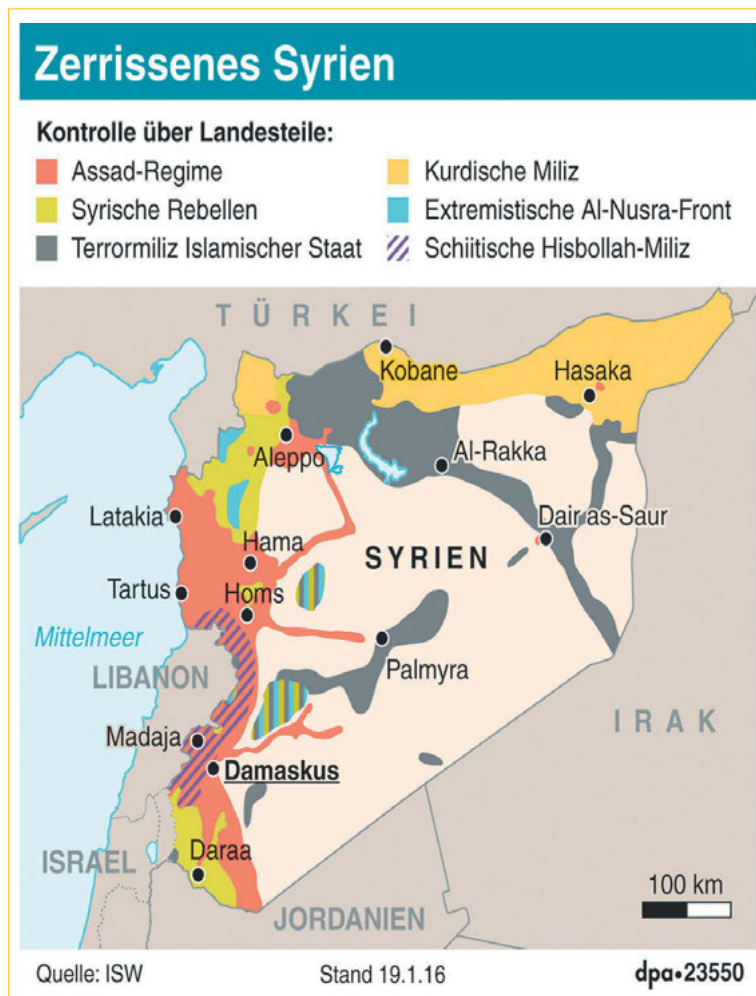 Zerrissenes Syrien
Kontrolle über Landesteile:
Assad-Regime
Syrische Rebellen
Terrormiliz Islamischer Staat
Kurdische Miliz
Extremistische Al-Nusra-Front
Schiitische Hisbollah-Miliz
TÜRKEI
Kobane
Hasaka
Aleppo
Al-Rakka
Latakia
Dair as-Saur
Hama
SYRIEN
Tartus
Homs
Mittelmeer
Palmyra
LIBANON
IRAK
Madaja
Damaskus
ISRAEL
Daraa
100 km
JORDANIEN
Quelle: ISW
Stand 19.1.16
dpa•23550